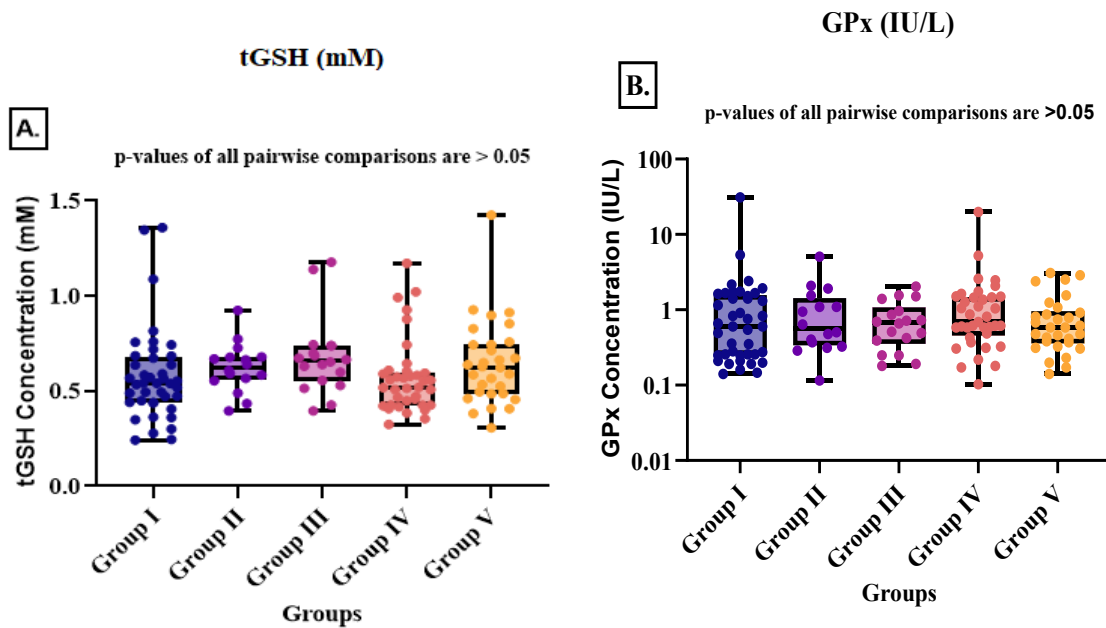 tGSH (mM)
A.
p-values of all pairwise comparisons are > 0.05
tGSH Concentration (mM)
1.5
1.0
0.5
0.0
Group I
Group II
Group III
Group IV
Group V
Groups
GPx (IU/L)
B.
p-values of all pairwise comparisons are >0.05
GPx Concentration (IU/L)
100
10
1
0.1
0.01
Group I
Group II
Group III
Group IV
Group V
Groups